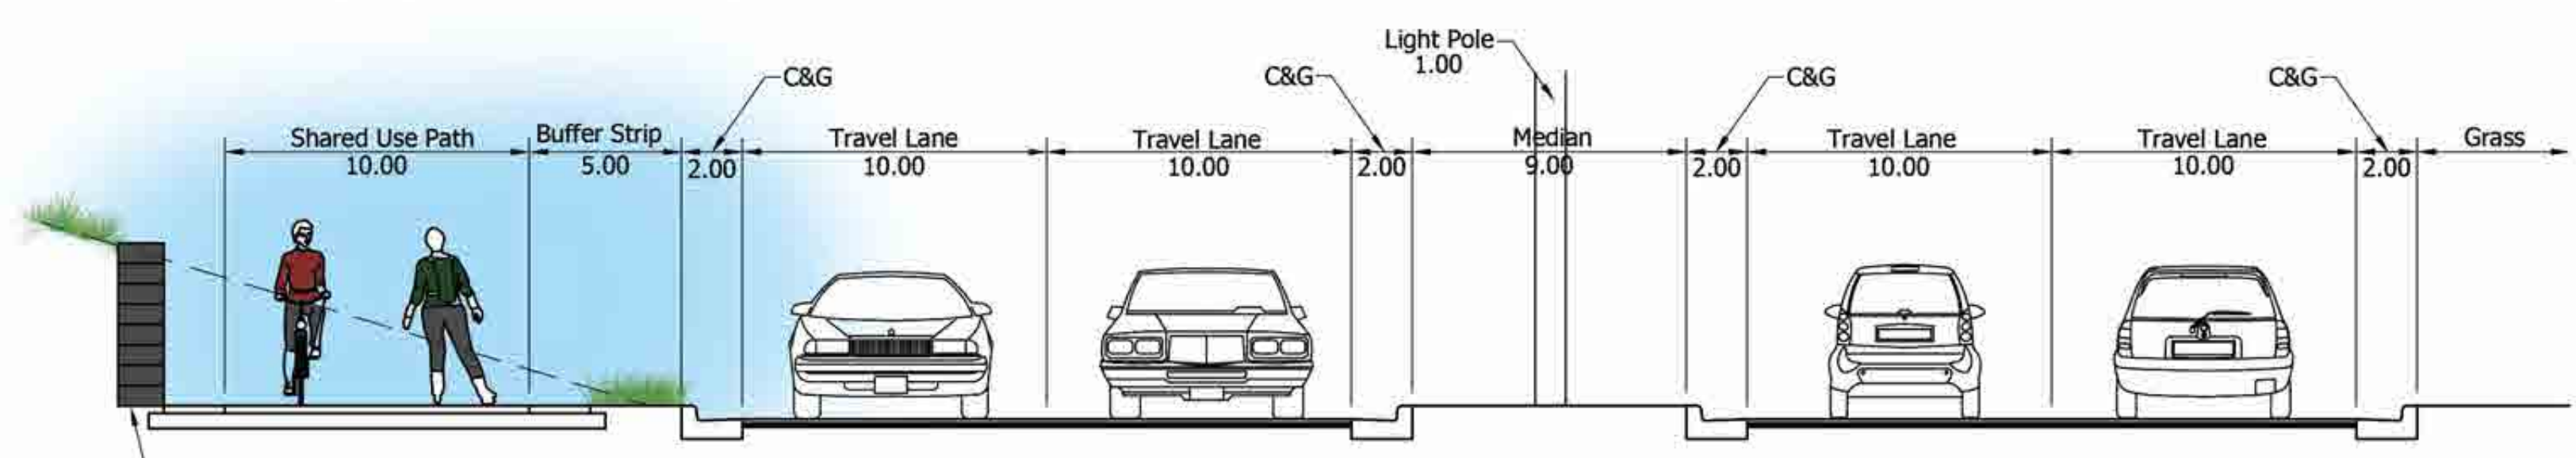 Light Pole
1.00
C&G
C&G
C&G
C&G
Shared Use Path
10.00
Buffer Strip
5.00
2.00
Travel Lane
10.00
Travel Lane
10.00
2.00
Median
9.00
2.00
Travel Lane
10.00
Travel Lane
10.00
2.00
Grass